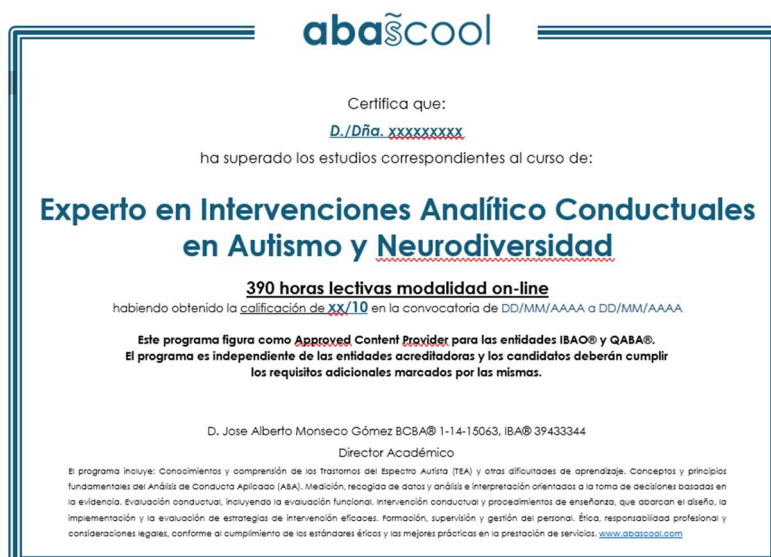 abascool
Certifica que:
D./Dña. xxxxxxxxx
ha superado los estudios correspondientes al curso de:
Experto en Intervenciones Analítico Conductuales
en Autismo y Neurodiversidad
390 horas lectivas modalidad on-line
habiendo obtenido la calificación de xx/10 en la convocatoria de DD/MM/AAAA a DD/MM/AAAA
Este programa figura como Approved Content Provider para las entidades IBAO® y QABA®.
El programa es independiente de las entidades acreditadoras y los candidatos deberán cumplir
los requisitos adicionales marcados por las mismas.
D. Jose Alberto Monseco Gómez BCBA® 1-14-15063, IBA® 39433344
Director Académico
El programa incluye: Conocimientos y comprensión de los Trastornos del Espectro Autista (TEA) y otras dificultades de aprendizaje. Conceptos y principios
fundamentales del Análisis de Conducta Aplicado (ABA). Medición, recogida de datos y análisis e interpretación orientados a la toma de decisiones basadas en
la evidencia. Evaluación conductual, incluyendo la evaluación funcional. Intervención conductual y procedimientos de enseñanza, que abarcan el diseño, la
implementación y la evaluación de estrategias de intervención eficaces. Formación, supervisión y gestión del personal. Ética, responsabilidad profesional y
consideraciones legales, conforme al cumplimiento de los estándares éticos y las mejores prácticas en la prestación de servicios. www.abascool.com